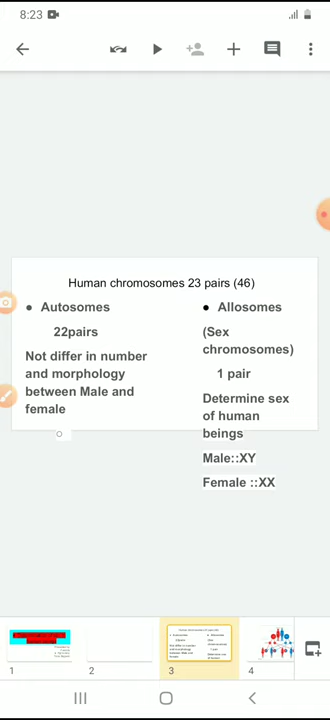 8:23
Human chromosomes 23 pairs (46)
Autosomes
22pairs
Not differ in number
and morphology
between Male and
female
Allosomes
(Sex
chromosomes)
1 pair
Determine sex
of human
beings
Male::XY
Female ::XX
1
2
3
4